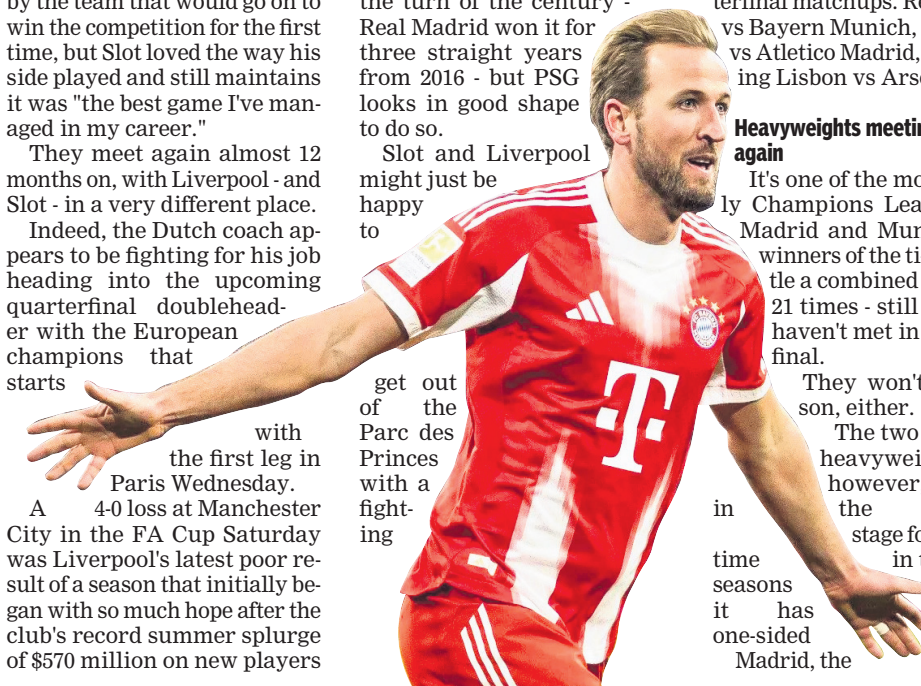 by the team that would go on to
win the competition for the first
time, but Slot loved the way his
side played and still maintains
it was "the best game I've man-
aged in my career."
They meet again almost 12
months on, with Liverpool - and
Slot - in a very different place.
Indeed, the Dutch coach ap-
pears to be fighting for his job
heading into the upcoming
quarterfinal doublehead-
er with the European
champions that
starts
with
the first leg in
Paris Wednesday.
A 4-0 loss at Manchester
City in the FA Cup Saturday
was Liverpool's latest poor re-
sult of a season that initially be-
gan with so much hope after the
club's record summer splurge
of $570 million on new players
the turn of the century -
Real Madrid won it for
three straight years
from 2016 - but PSG
looks in good shape
to do so.
Slot and Liverpool
might just be
happy
to
get out
of the
Parc des
Princes
with a
fight-
ing
T
terfinal matchups. Re
vs Bayern Munich,
vs Atletico Madrid,
ing Lisbon vs Arse
Heavyweights meetin
again
It's one of the mo
ly Champions Lea
Madrid and Mun
winners of the ti
tle a combined
21 times - still
haven't met in
final.
They won't
son, either.
The two
heavywei
however
in the
stage fo
time in t
seasons
it has
one-sided
Madrid, the